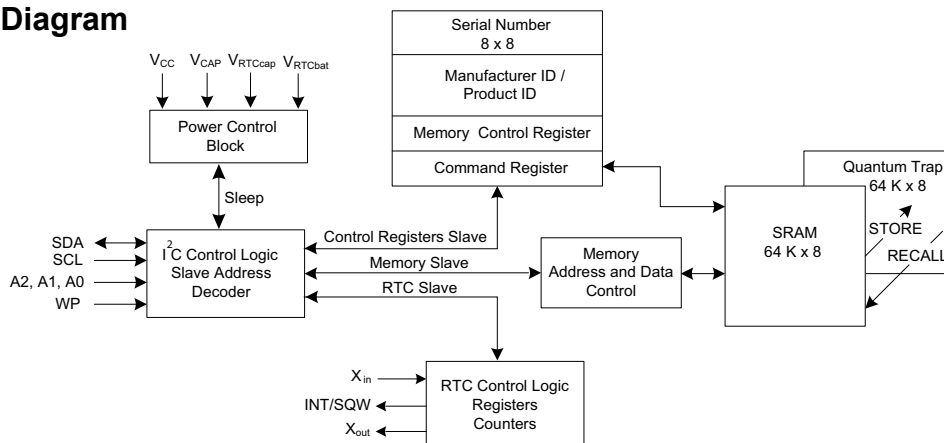 Diagram
Serial Number
8 x 8
Manufacturer ID /
Product ID
Memory Control Register
Command Register
VCC VCAP VRTCcap VRTCbat
Power Control
Block
Sleep
Quantum Trap
64 K x 8
SRAM
64 K x 8
STORE
RECALL
SDA
SCL
A2, A1, A0
WP
I2C Control Logic
Slave Address
Decoder
Control Registers Slave
Memory Slave
RTC Slave
Memory
Address and Data
Control
Xin
INT/SQW
Xout
RTC Control Logic
Registers
Counters